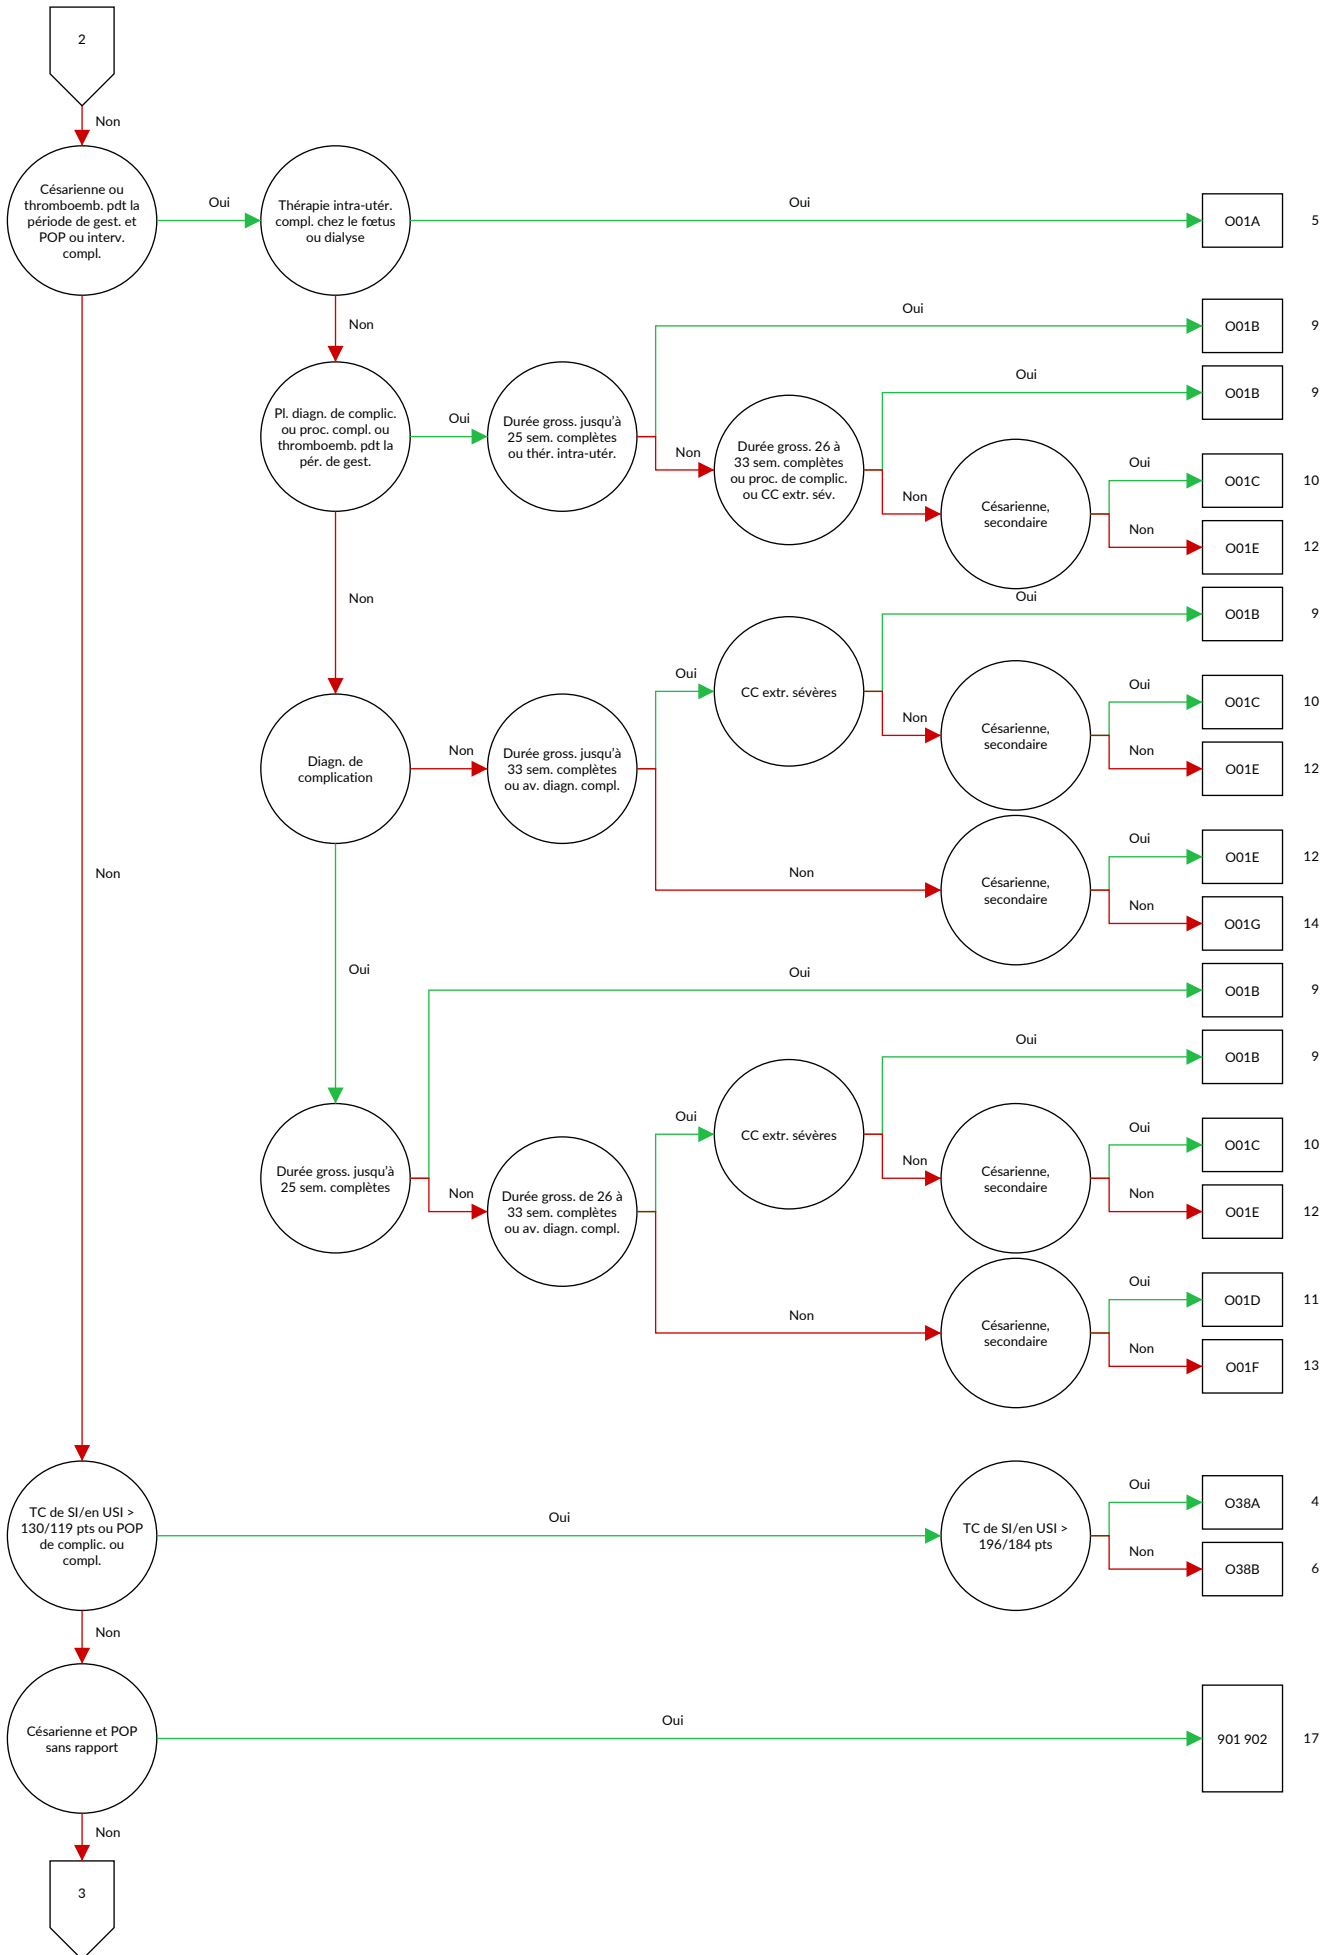 2
Non
Césarienne ou
thromboemb. pdt la
période de gest. et
POP ou interv.
compl.
Oui
Thérapie intra-utér.
compl. chez le fœtus
ou dialyse
Oui
O01A
5
Non
Pl. diagn. de complic.
ou proc. compl. ou
thromboemb. pdt la
pér. de gest.
Oui
Durée gross. jusqu'à
25 sem. complètes
ou thér. intra-utér.
Oui
O01B
9
Non
Durée gross. 26 à
33 sem. complètes
ou proc. de complic.
ou CC extr. sév.
Oui
O01B
9
Non
Césarienne,
secondaire
Oui
O01C
10
Non
O01E
12
Non
Diagn. de
complication
Non
Durée gross. jusqu'à
33 sem. complètes
ou av. diagn. compl.
Oui
CC extr. sévères
Oui
O01B
9
Non
Césarienne,
secondaire
Oui
O01C
10
Non
O01E
12
Non
Césarienne,
secondaire
Oui
O01E
12
Non
O01G
14
Oui
Durée gross. jusqu'à
25 sem. complètes
Oui
O01B
9
Non
Durée gross. de 26 à
33 sem. complètes
ou av. diagn. compl.
Oui
CC extr. sévères
Oui
O01B
9
Non
Césarienne,
secondaire
Oui
O01C
10
Non
O01E
12
Non
Césarienne,
secondaire
Oui
O01D
11
Non
O01F
13
Non
TC de SI/en USI >
130/119 pts ou POP
de complic. ou
compl.
Oui
TC de SI/en USI >
196/184 pts
Oui
O38A
4
Non
O38B
6
Non
Césarienne et POP
sans rapport
Oui
901 902
17
Non
3